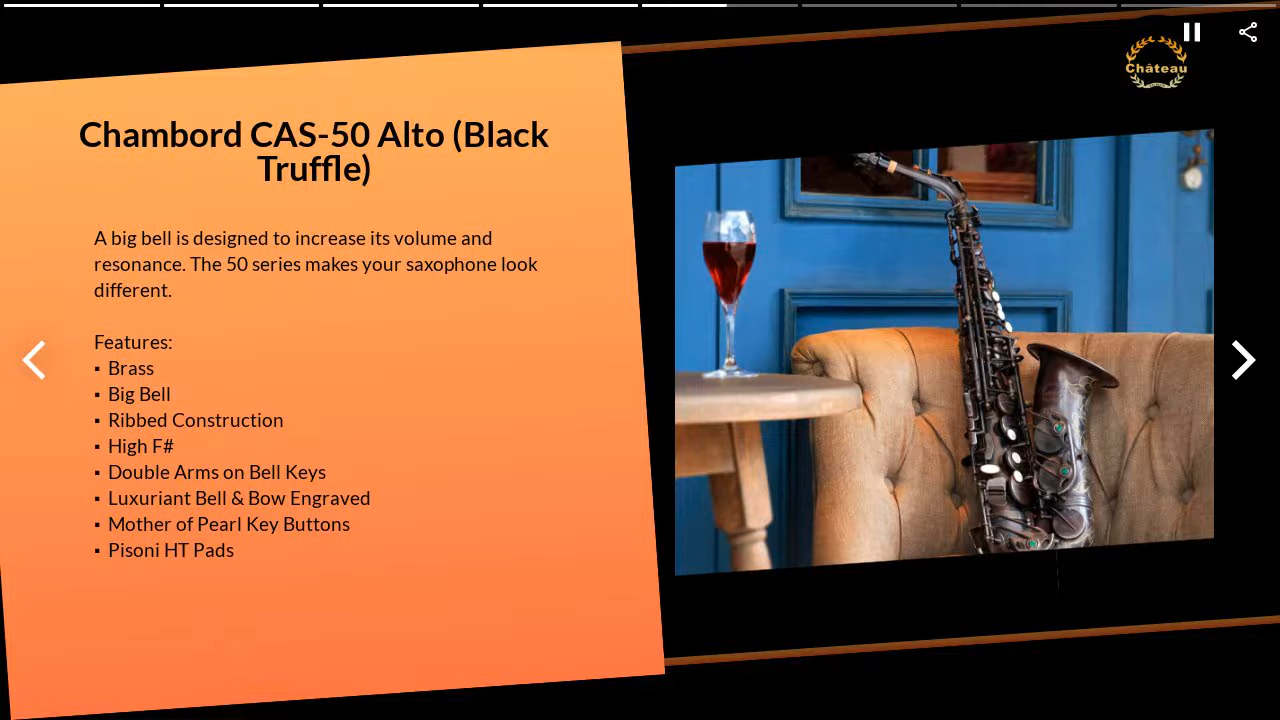 Château
Chambord CAS-50 Alto (Black
Truffle)
A big bell is designed to increase its volume and
resonance. The 50 series makes your saxophone look
different.
Features:
▪ Brass
▪ Big Bell
▪ Ribbed Construction
▪ High F#
▪ Double Arms on Bell Keys
▪ Luxuriant Bell & Bow Engraved
▪ Mother of Pearl Key Buttons
▪ Pisoni HT Pads